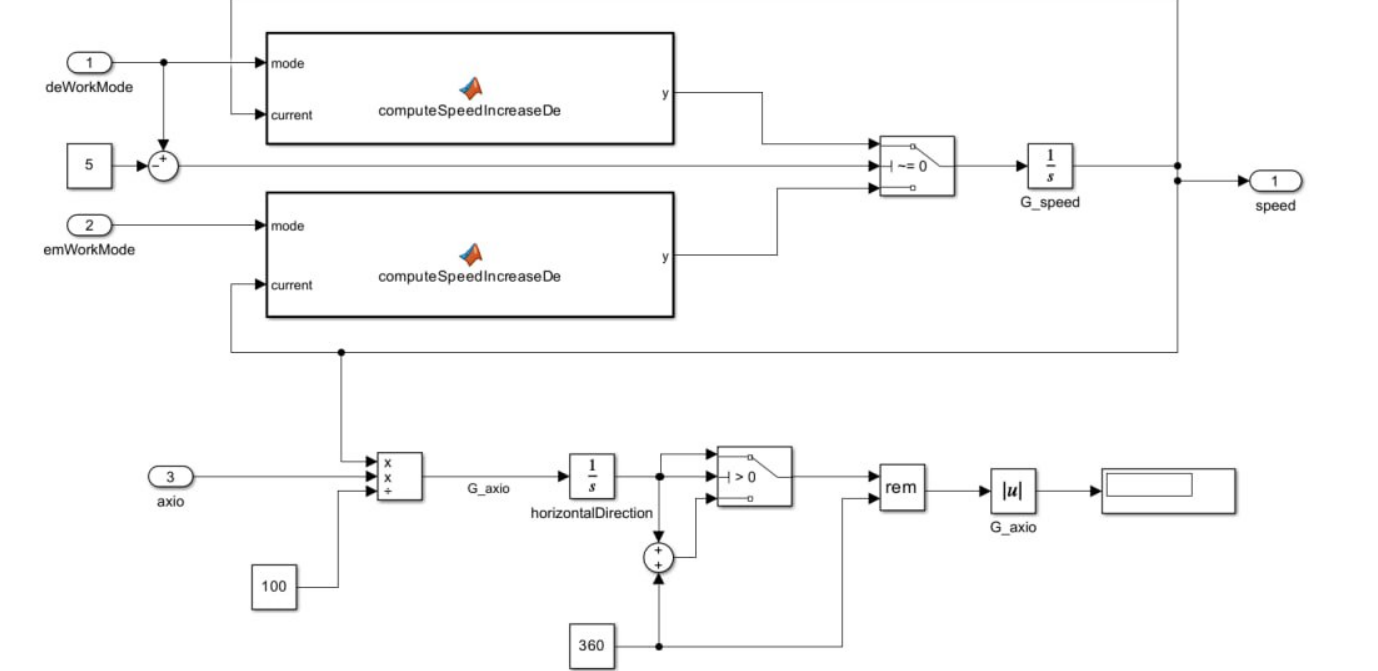 1
deWorkMode
mode
current
computeSpeedIncreaseDe
y
5
-
+
~= 0
1
s
G_speed
1
speed
2
emWorkMode
mode
current
computeSpeedIncreaseDe
y
3
axio
x
x
÷
G_axio
1
s
horizontalDirection
> 0
rem
|u|
G_axio
+
+
100
360